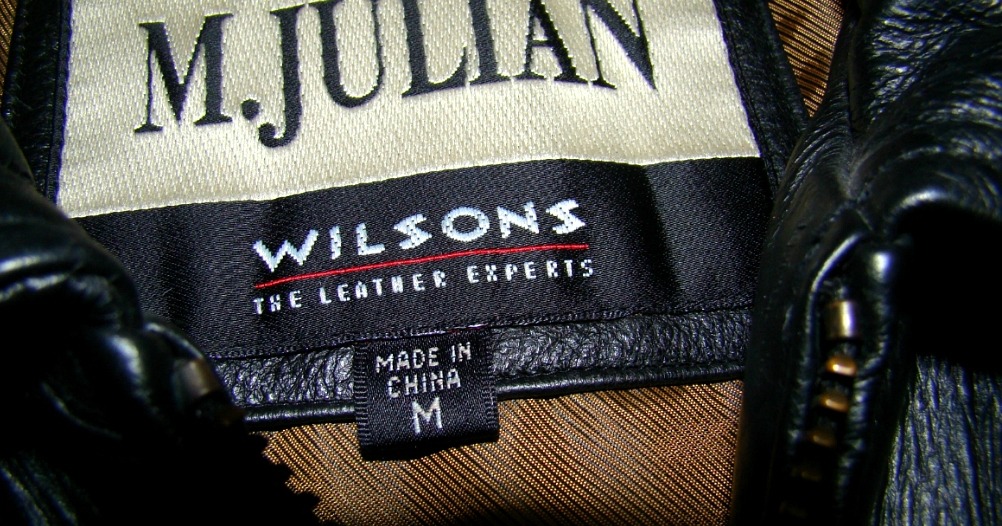 M.JULIAN
WILSONS
THE LEATHER EXPERTS
MADE IN
CHINA
M